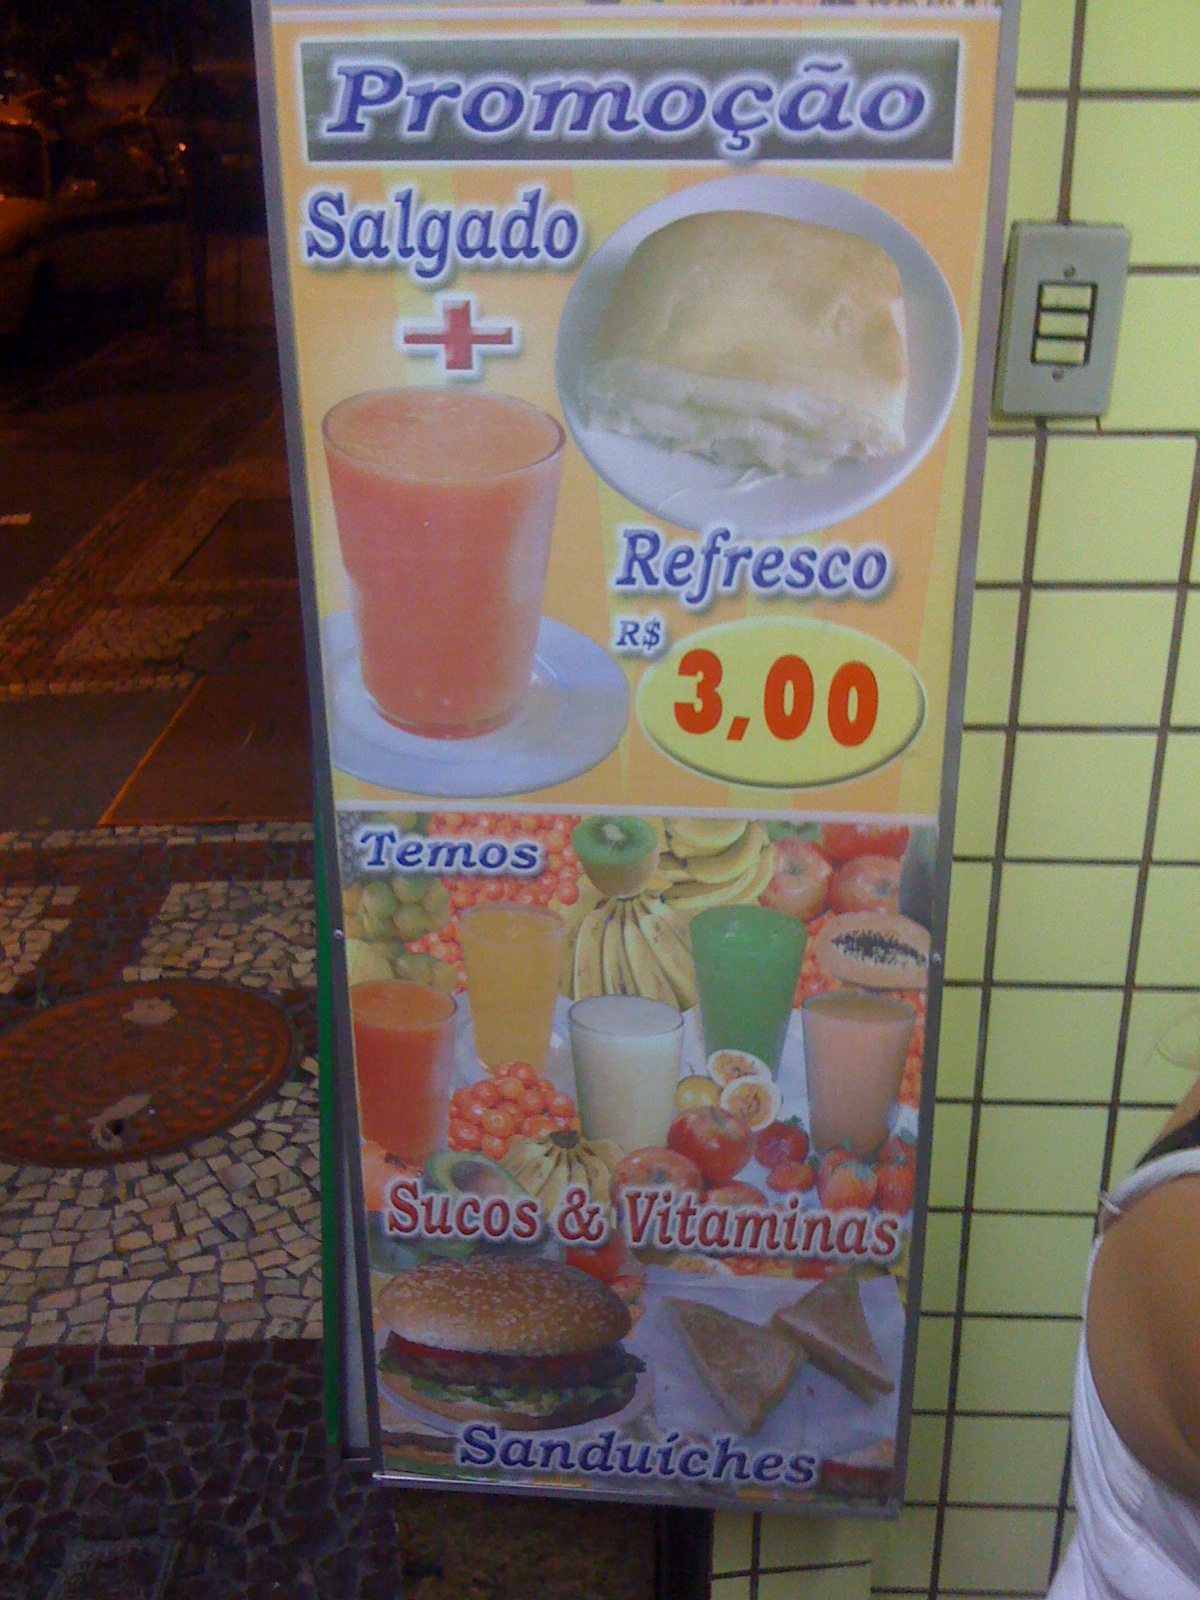 Promoção
Salgado
+
Refresco
R$ 3,00
Temos
Sucos & Vitaminas
Sanduíches